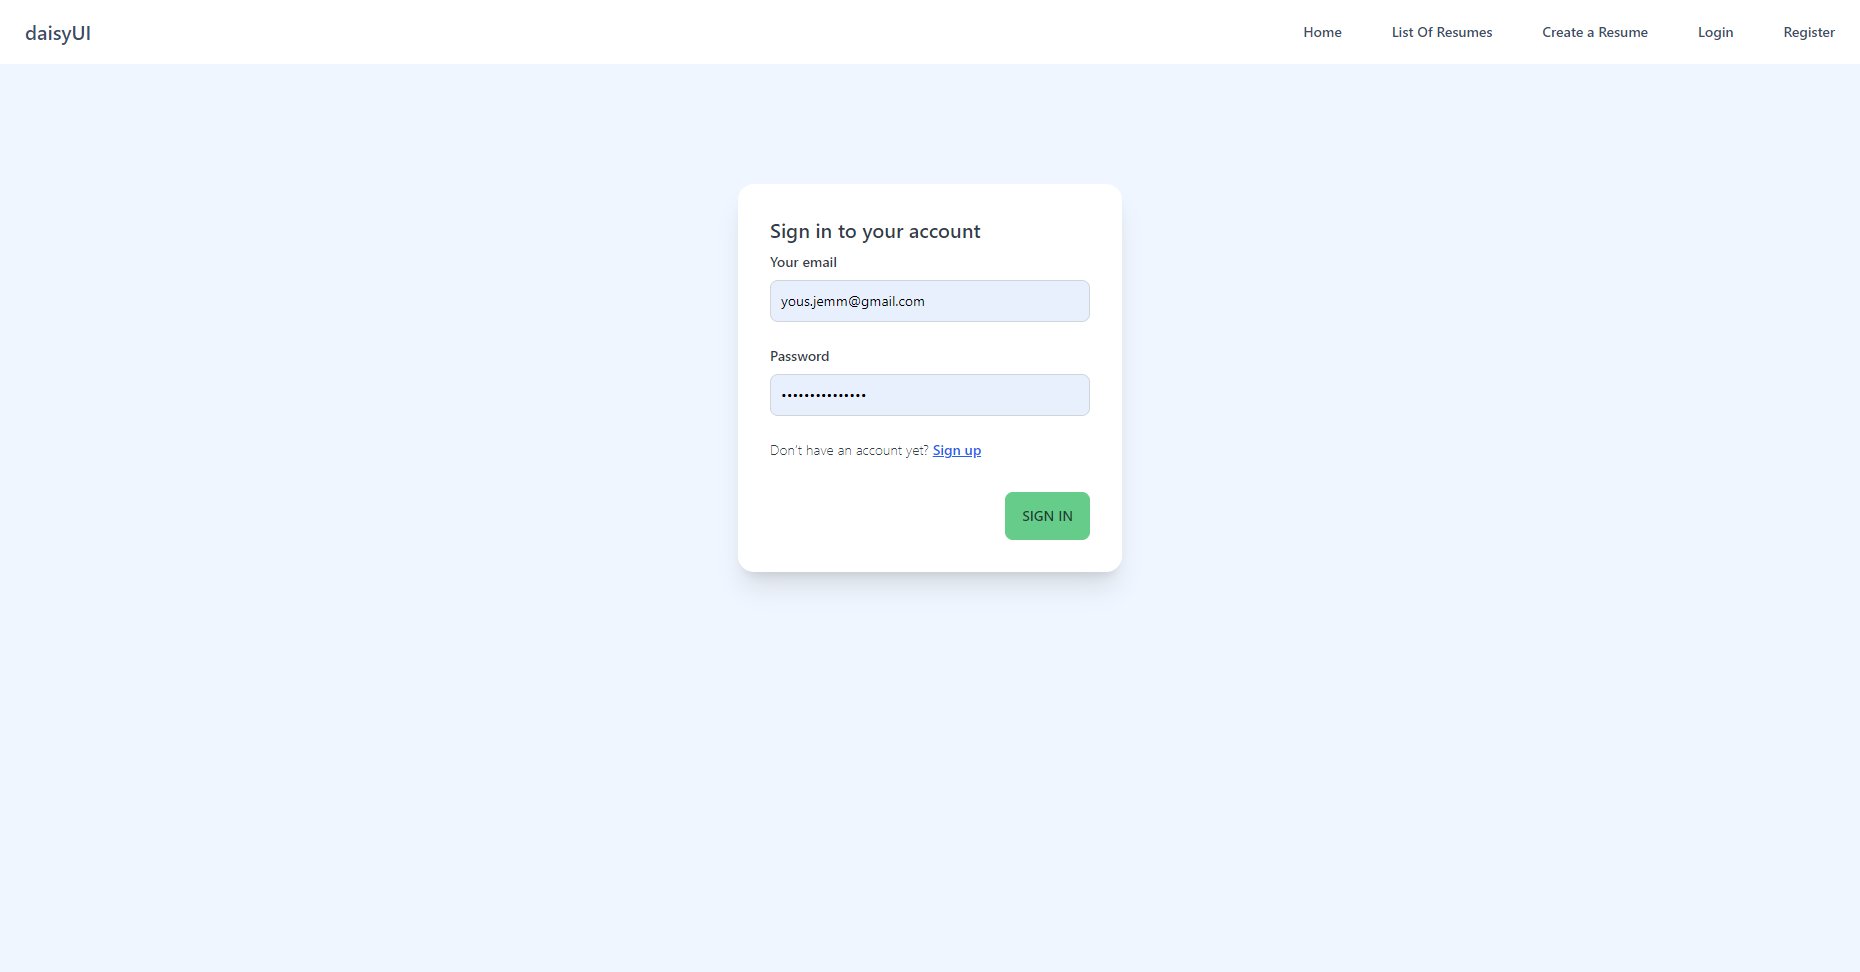 daisyUI
Home
List Of Resumes
Create a Resume
Login
Register
Sign in to your account
Your email
yous.jemm@gmail.com
Password
•••••••••••••••
Don't have an account yet? Sign up
SIGN IN